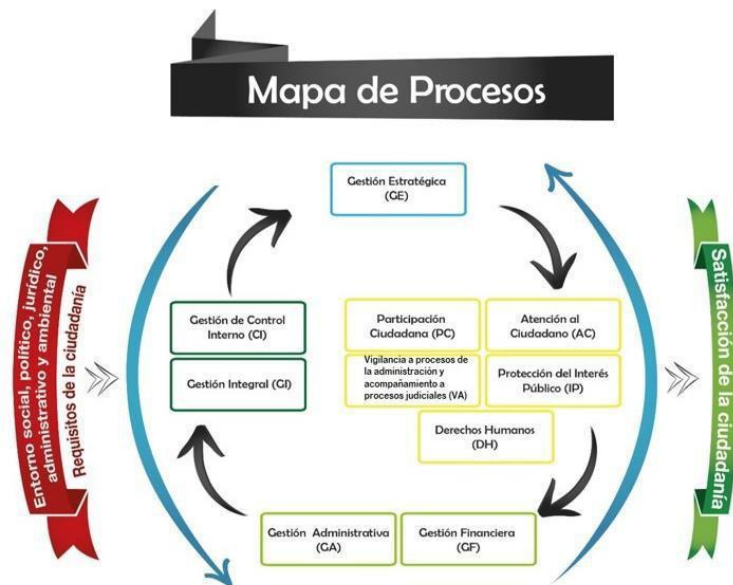 Mapa de Procesos
Entorno social, político, jurídico,
administrativo y ambiental
Requisitos de la ciudadanía
Gestión Estratégica
(GE)
Gestión de Control
Interno (CI)
Gestión Integral (GI)
Participación
Ciudadana (PC)
Atención al
Ciudadano (AC)
Vigilancia a procesos de
la administración y
acompañamiento a
procesos judiciales (VA)
Protección del Interés
Público (IP)
Derechos Humanos
(DH)
Gestión Administrativa
(GA)
Gestión Financiera
(GF)
Satisfacción de la ciudadanía